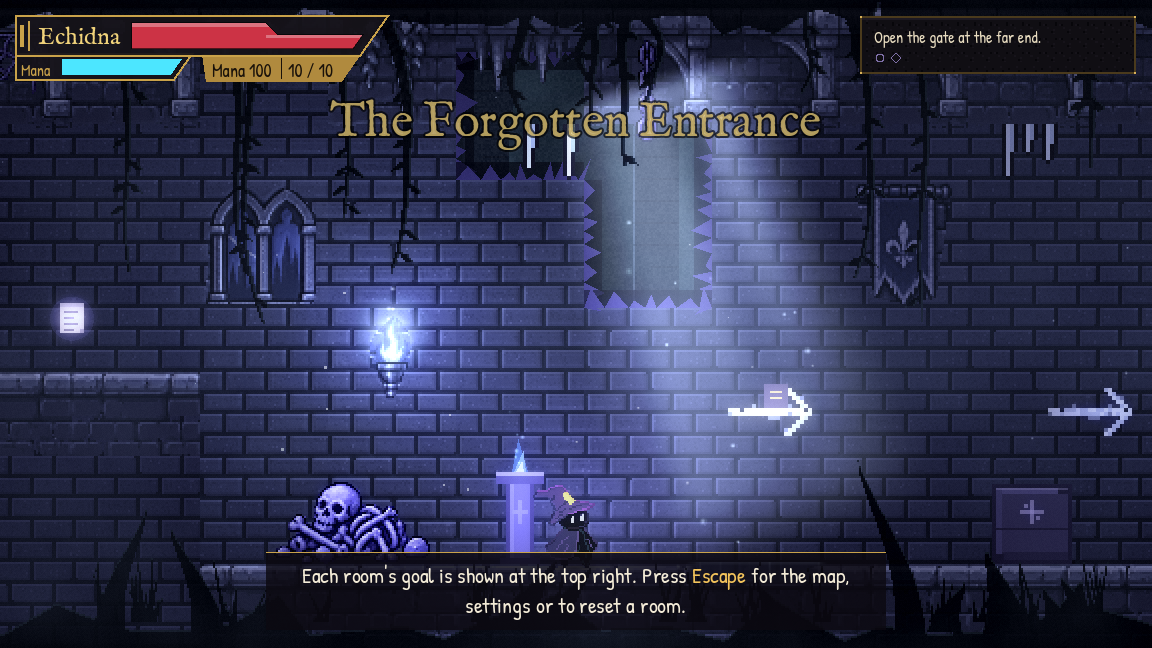 Echidna
Mana
Mana 100
10 / 10
Open the gate at the far end.
The Forgotten Entrance
Each room's goal is shown at the top right. Press Escape for the map,
settings or to reset a room.